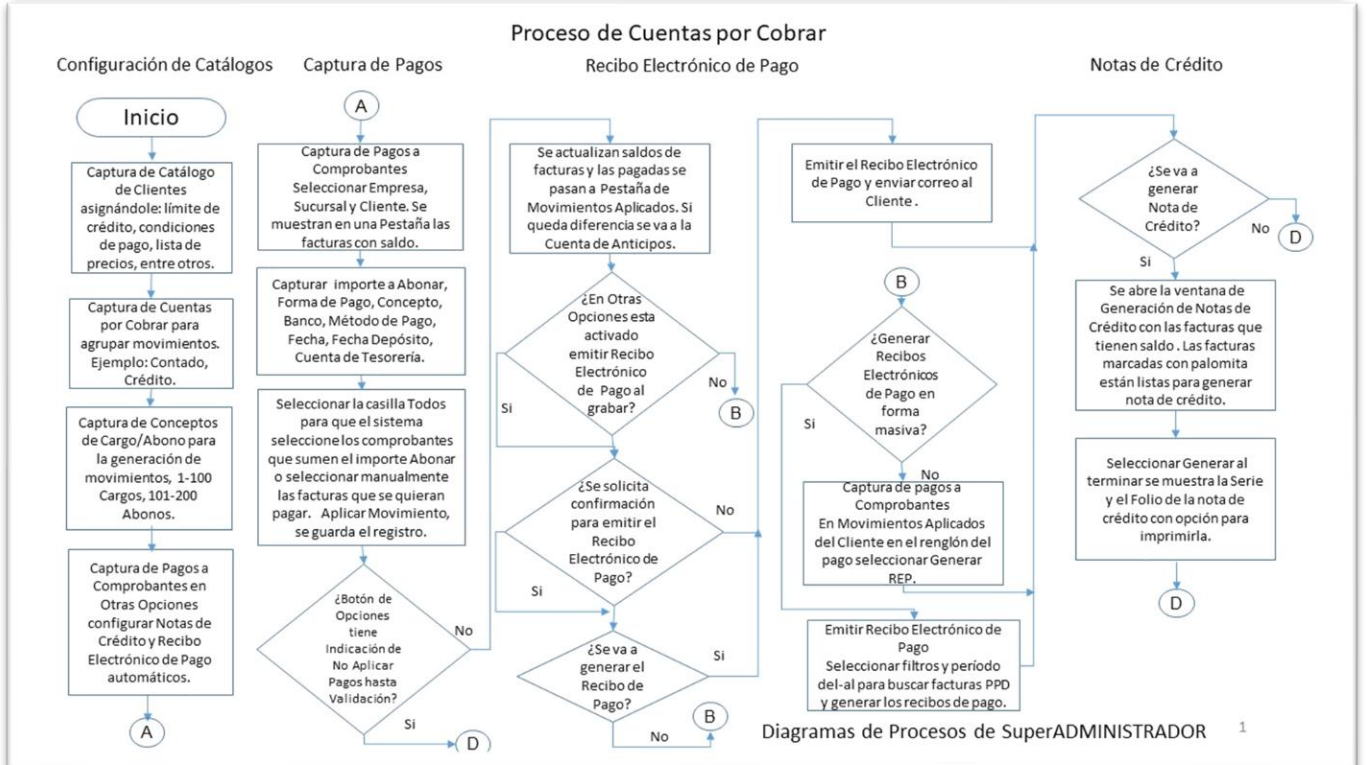 Proceso de Cuentas por Cobrar
Configuración de Catálogos
Captura de Pagos
Recibo Electrónico de Pago
Notas de Crédito
Inicio
Captura de Catálogo
de Clientes
asignándole: límite de
crédito, condiciones
de pago, lista de
precios, entre otros.
Captura de Cuentas
por Cobrar para
agrupar movimientos.
Ejemplo: Contado,
Crédito.
Captura de Conceptos
de Cargo/Abono para
la generación de
movimientos, 1-100
Cargos, 101-200
Abonos.
Captura de Pagos a
Comprobantes en
Otras Opciones
configurar Notas de
Crédito y Recibo
Electrónico de Pago
automáticos.
A
A
Captura de Pagos a
Comprobantes
Seleccionar Empresa,
Sucursal y Cliente. Se
muestran en una Pestaña las
facturas con saldo.
Capturar importe a Abonar,
Forma de Pago, Concepto,
Banco, Método de Pago,
Fecha, Fecha Depósito,
Cuenta de Tesorería.
Seleccionar la casilla Todos
para que el sistema
seleccione los comprobantes
que sumen el importe Abonar
o seleccionar manualmente
las facturas que se quieran
pagar. Aplicar Movimiento,
se guarda el registro.
¿Botón de
Opciones
tiene
Indicación de
No Aplicar
Pagos hasta
Validación?
No
Si
D
Se actualizan saldos de
facturas y las pagadas se
pasan a Pestaña de
Movimientos Aplicados. Si
queda diferencia se va a la
Cuenta de Anticipos.
¿En Otras
Opciones esta
activado
emitir Recibo
Electrónico
de Pago al
grabar?
No
B
Si
¿Se solicita
confirmación
para emitir el
Recibo
Electrónico de
Pago?
No
Si
¿Se va a
generar el
Recibo de
Pago?
Si
No
B
Emitir el Recibo Electrónico
de Pago y enviar correo al
Cliente .
B
¿Generar
Recibos
Electrónicos
de Pago en
forma
masiva?
Si
No
Captura de pagos a
Comprobantes
En Movimientos Aplicados
del Cliente en el renglón del
pago seleccionar Generar
REP.
Emitir Recibo Electrónico de
Pago
Seleccionar filtros y período
del-al para buscar facturas PPD
y generar los recibos de pago.
¿Se va a
generar
Nota de
Crédito?
No
D
Si
Se abre la ventana de
Generación de Notas de
Crédito con las facturas que
tienen saldo . Las facturas
marcadas con palomita
están listas para generar
nota de crédito.
Seleccionar Generar al
terminar se muestra la Serie
y el Folio de la nota de
crédito con opción para
imprimirla.
D
Diagramas de Procesos de SuperADMINISTRADOR
1